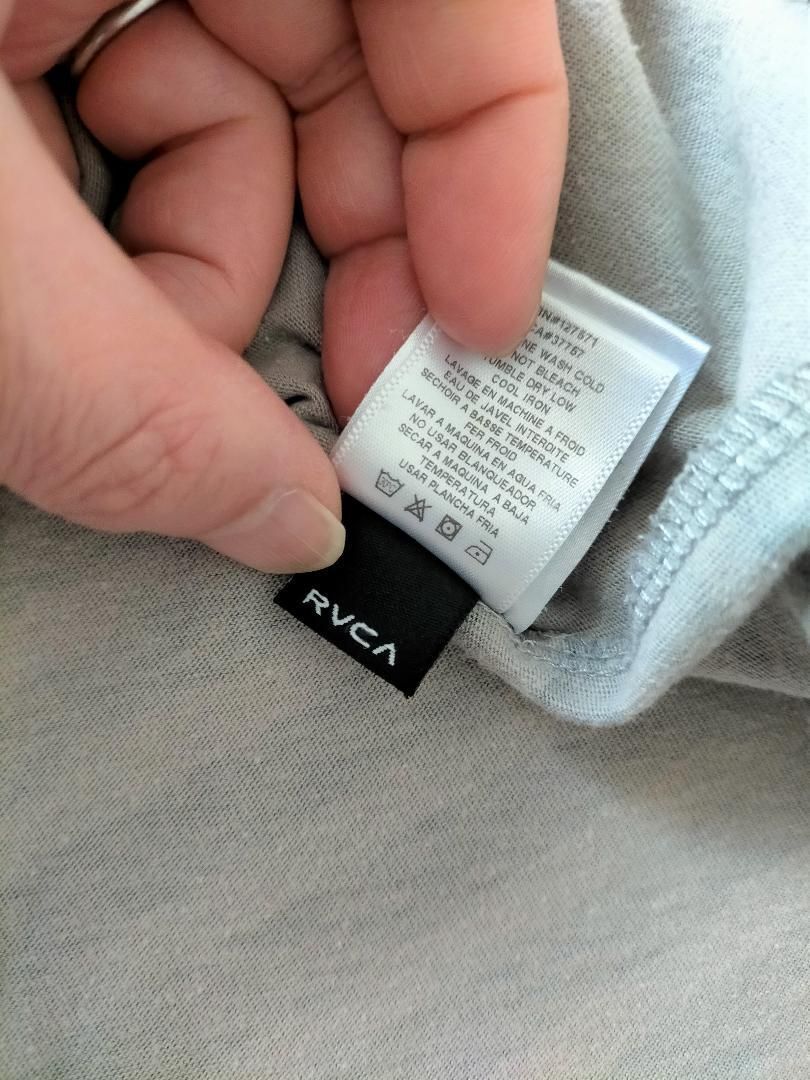 RN#127571
CA#37757
WASH COLD
NOT BLEACH
TUMBLE DRY LOW
COOL IRON
LAVAGE EN MACHINE A FROID
EAU DE JAVEL INTERDITE
SECHOIR A BASSE TEMPERATURE
FER FROID
LAVAR A MAQUINA EN AGUA FRIA
NO USAR BLANQUEADOR
SECAR A MAQUINA A BAJA
TEMPERATURA
USAR PLANCHA FRIA
30°C
RVCA